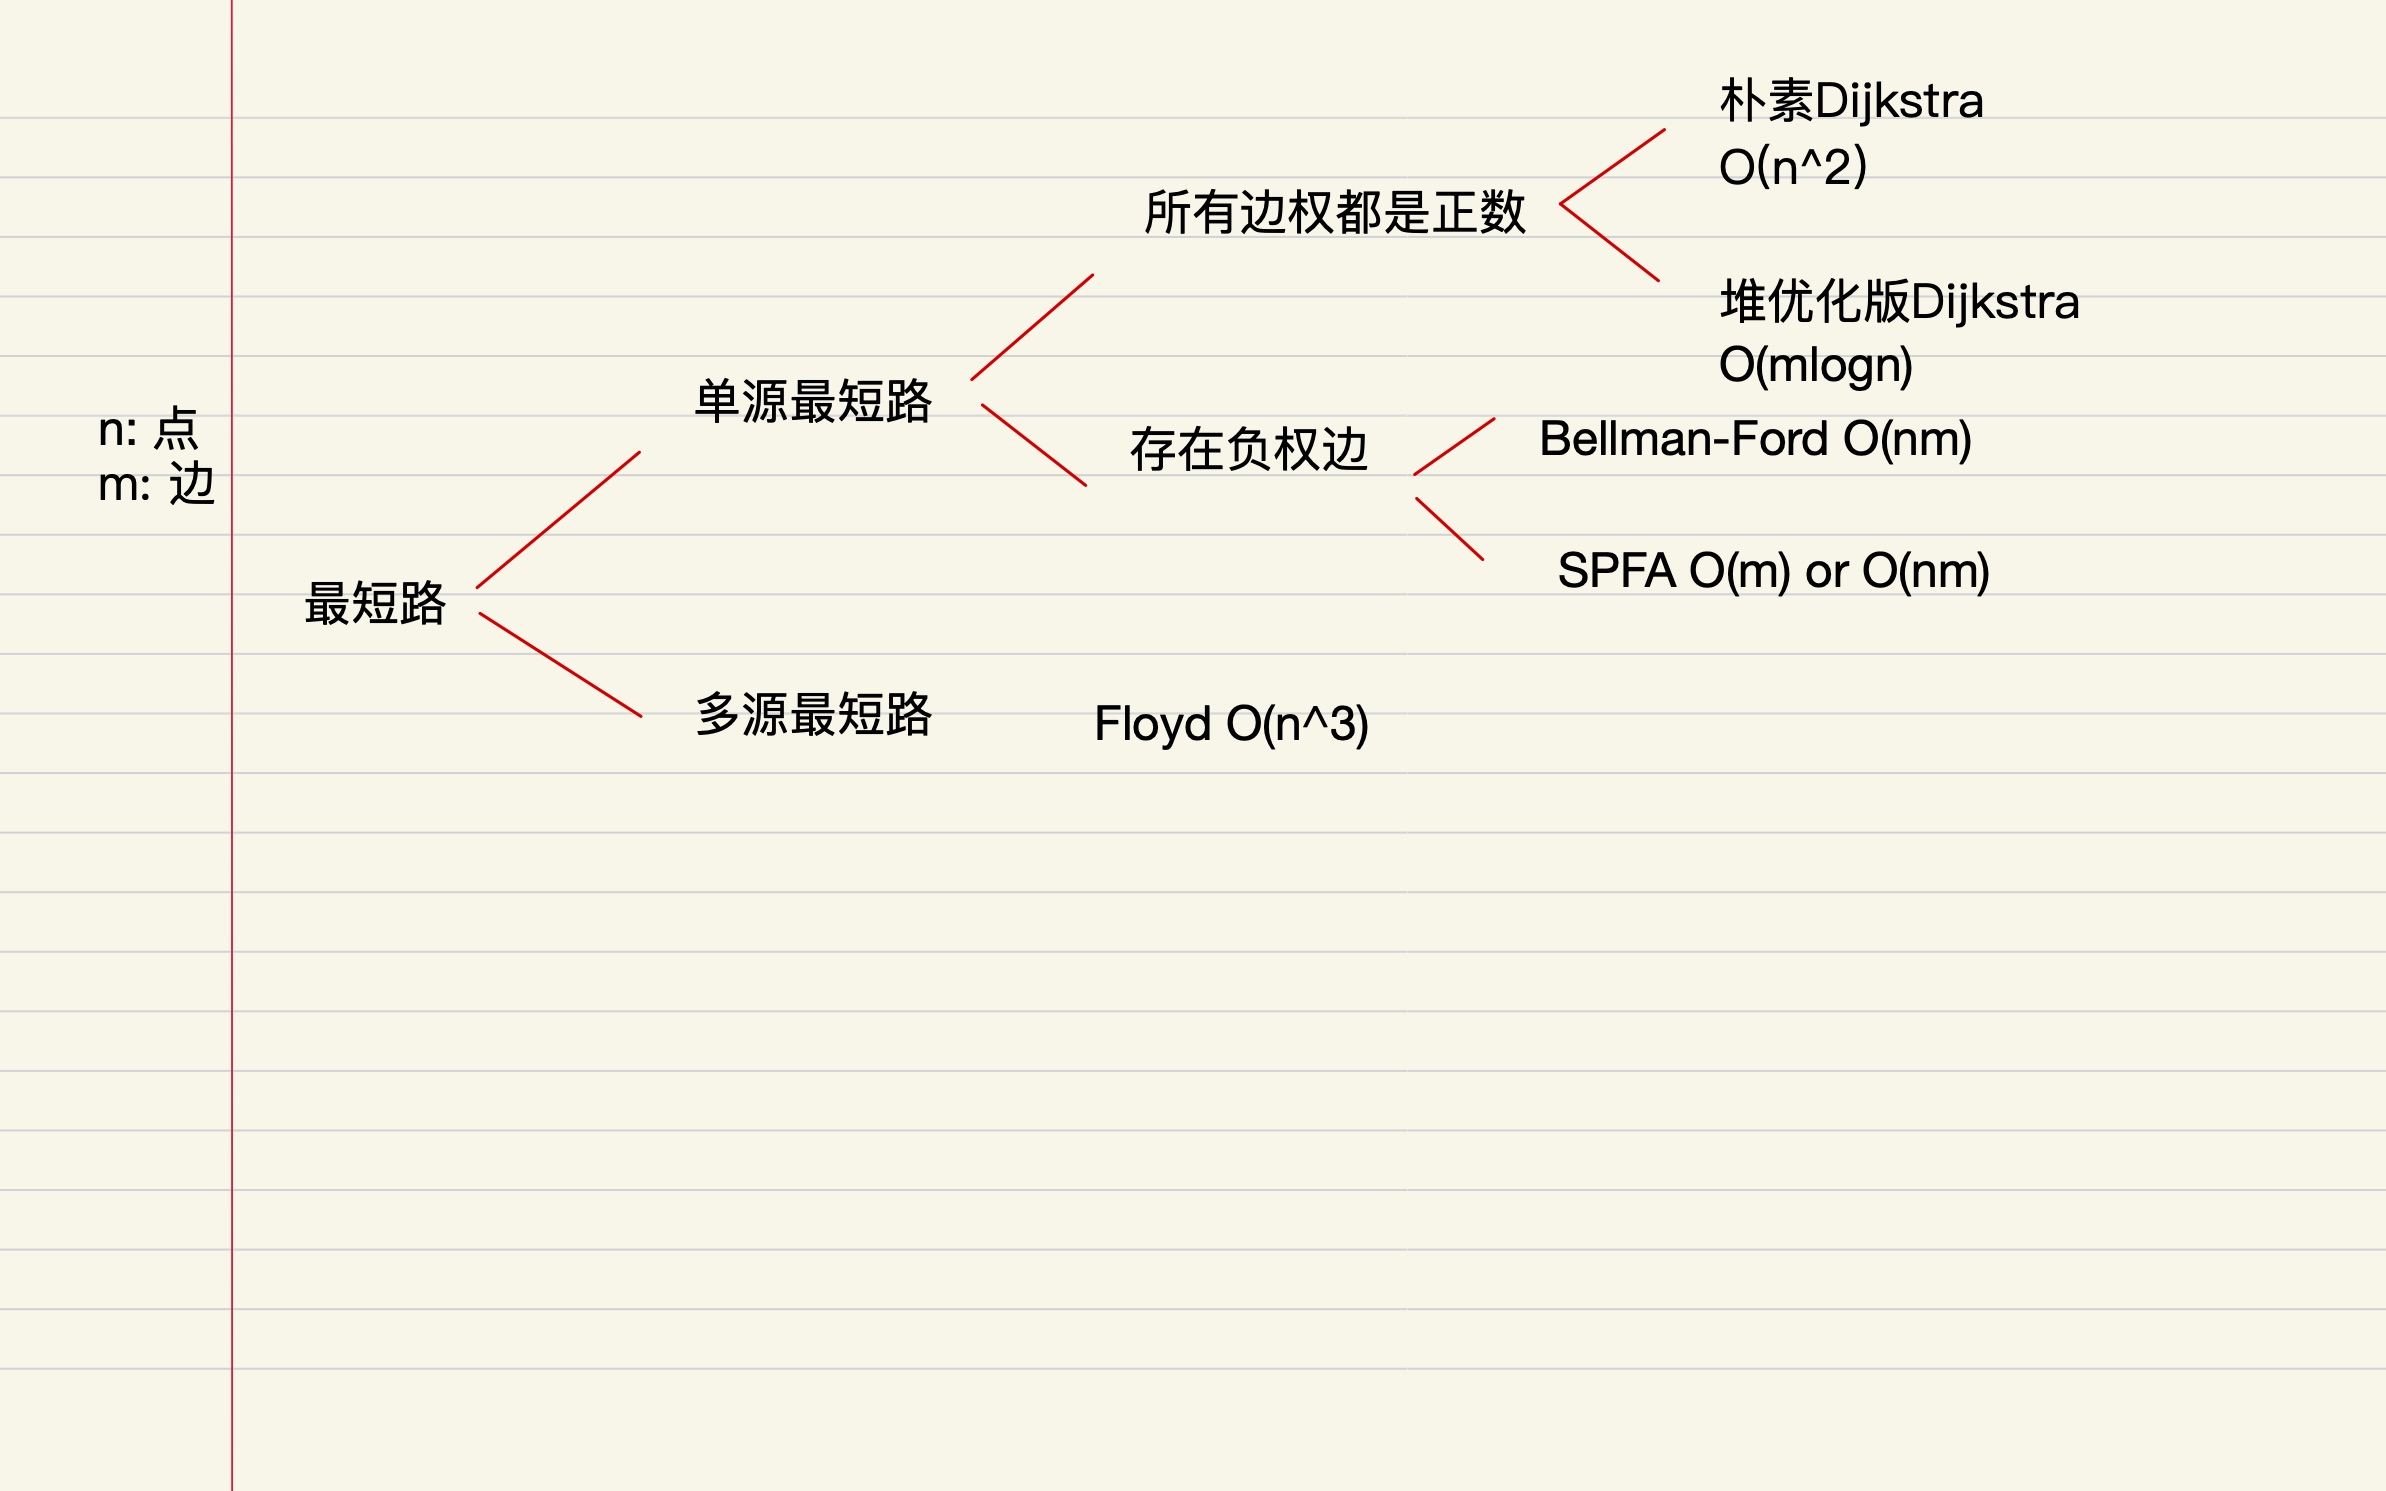 朴素Dijkstra
O(n^2)
所有边权都是正数
堆优化版Dijkstra
O(mlogn)
单源最短路
n: 点
m: 边
存在负权边
Bellman-Ford O(nm)
SPFA O(m) or O(nm)
最短路
多源最短路
Floyd O(n^3)